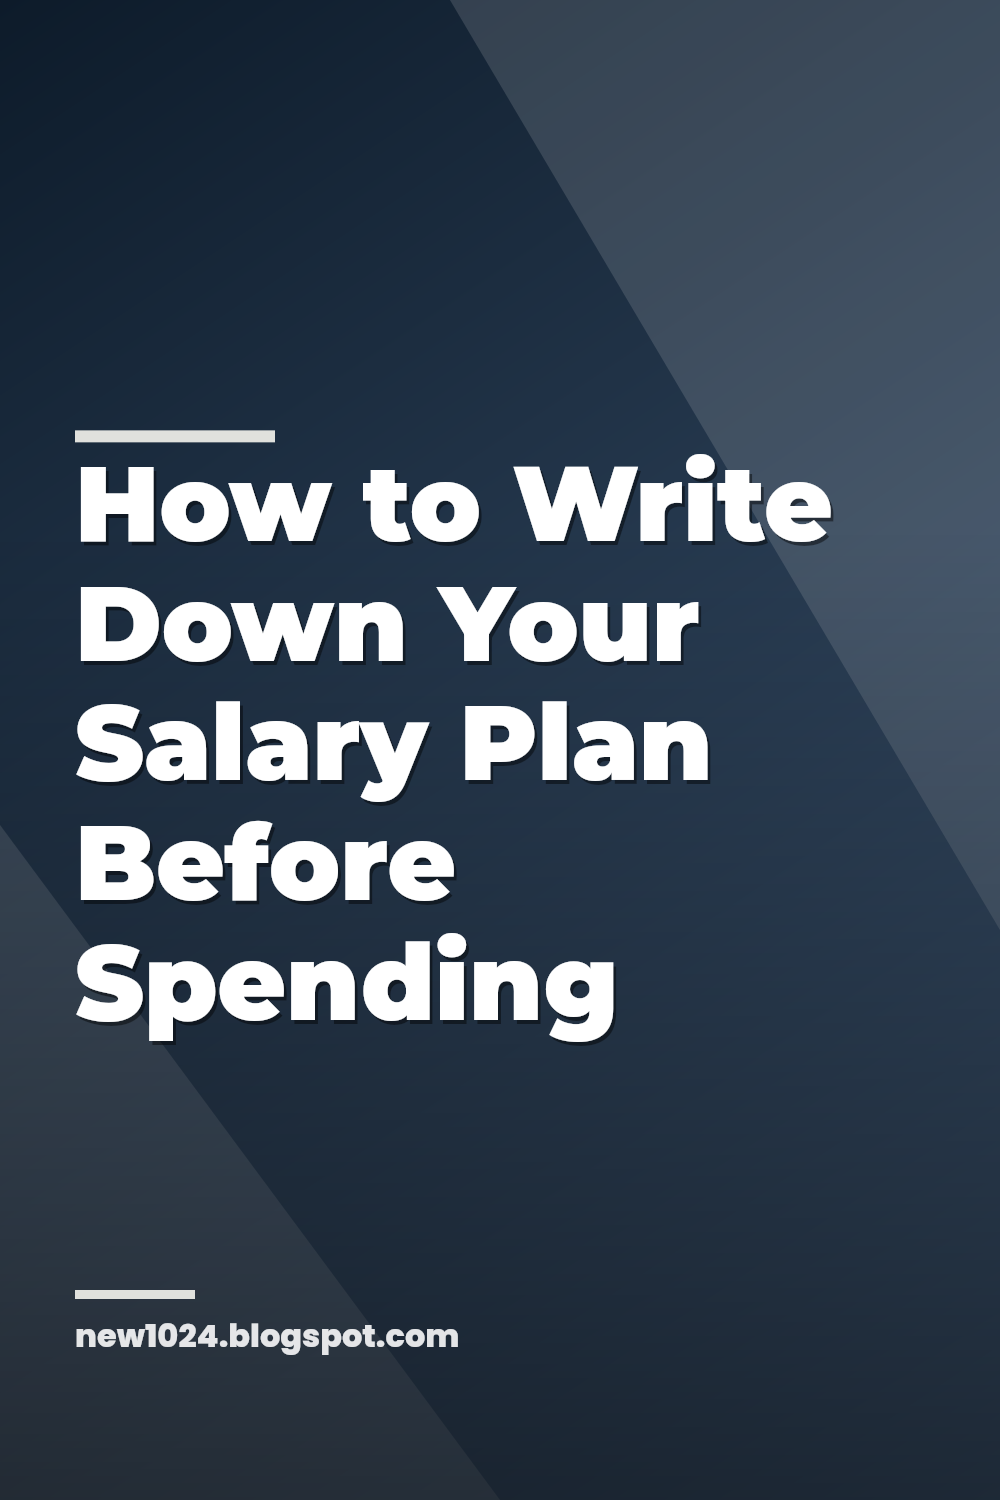 How to Write
Down Your
Salary Plan
Before
Spending
new1024.blogspot.com